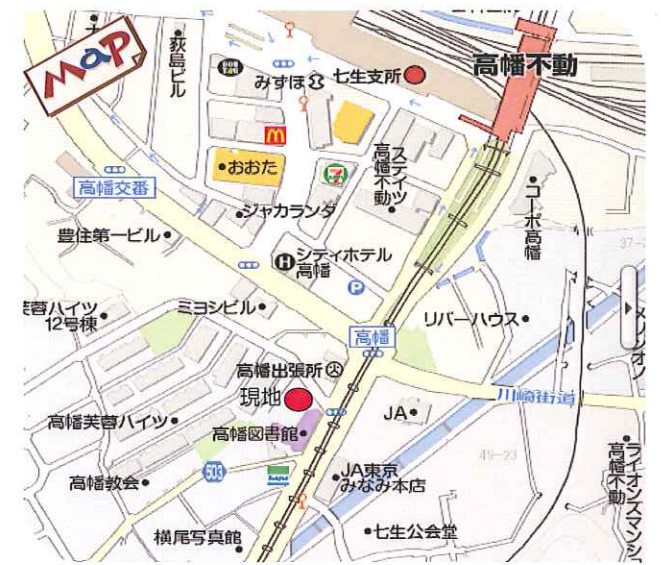 MaP
荻島ビル
みずほ
七生支所
高幡不動
おおた
ステイツ
高幡不動
コーポ高幡
高幡交番
ジャカランダ
豊住第一ビル
H
シティホテル
高幡
P
芙蓉ハイツ
12号棟
ミヨシビル
高幡
リバーハウス
高幡出張所
現地
川崎街道
高幡芙蓉ハイツ
高幡図書館
JA
49-23
503
高幡教会
JA東京
みなみ本店
ライオンズマンシ
高幡不動
横尾写真館
七生公会堂